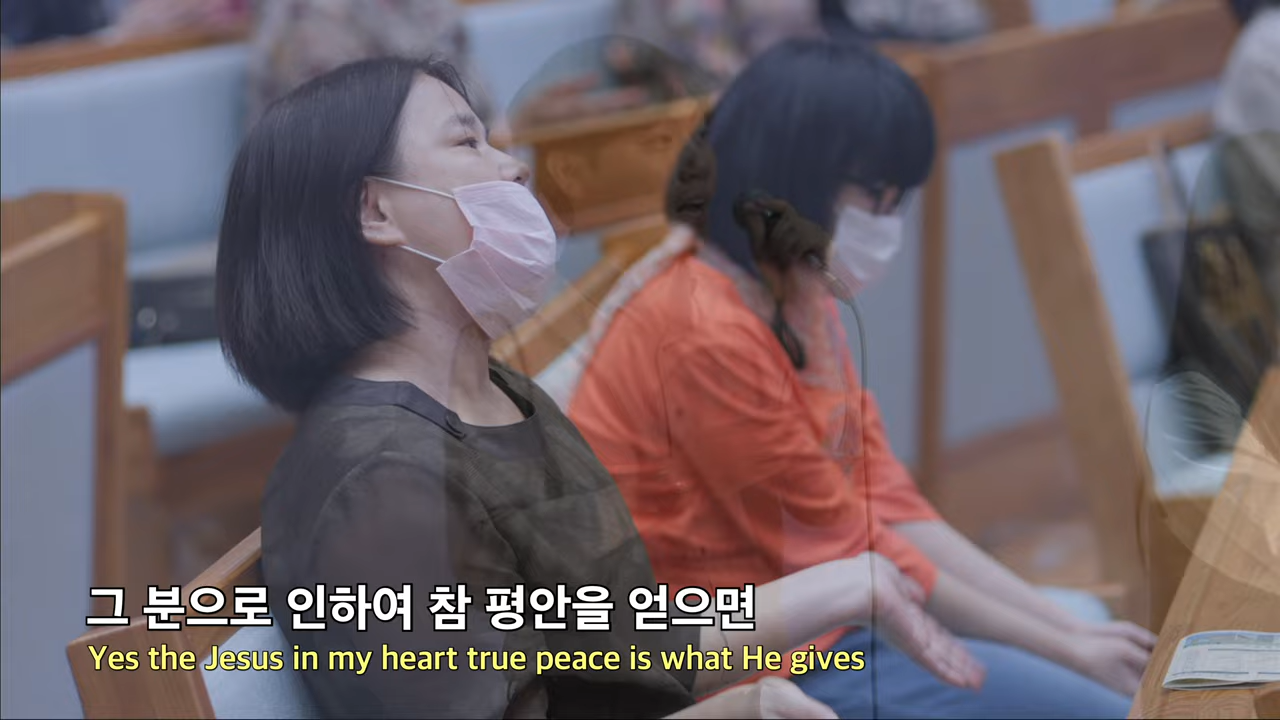 그 분으로 인하여 참 평안을 얻으면
Yes the Jesus in my heart true peace is what He gives